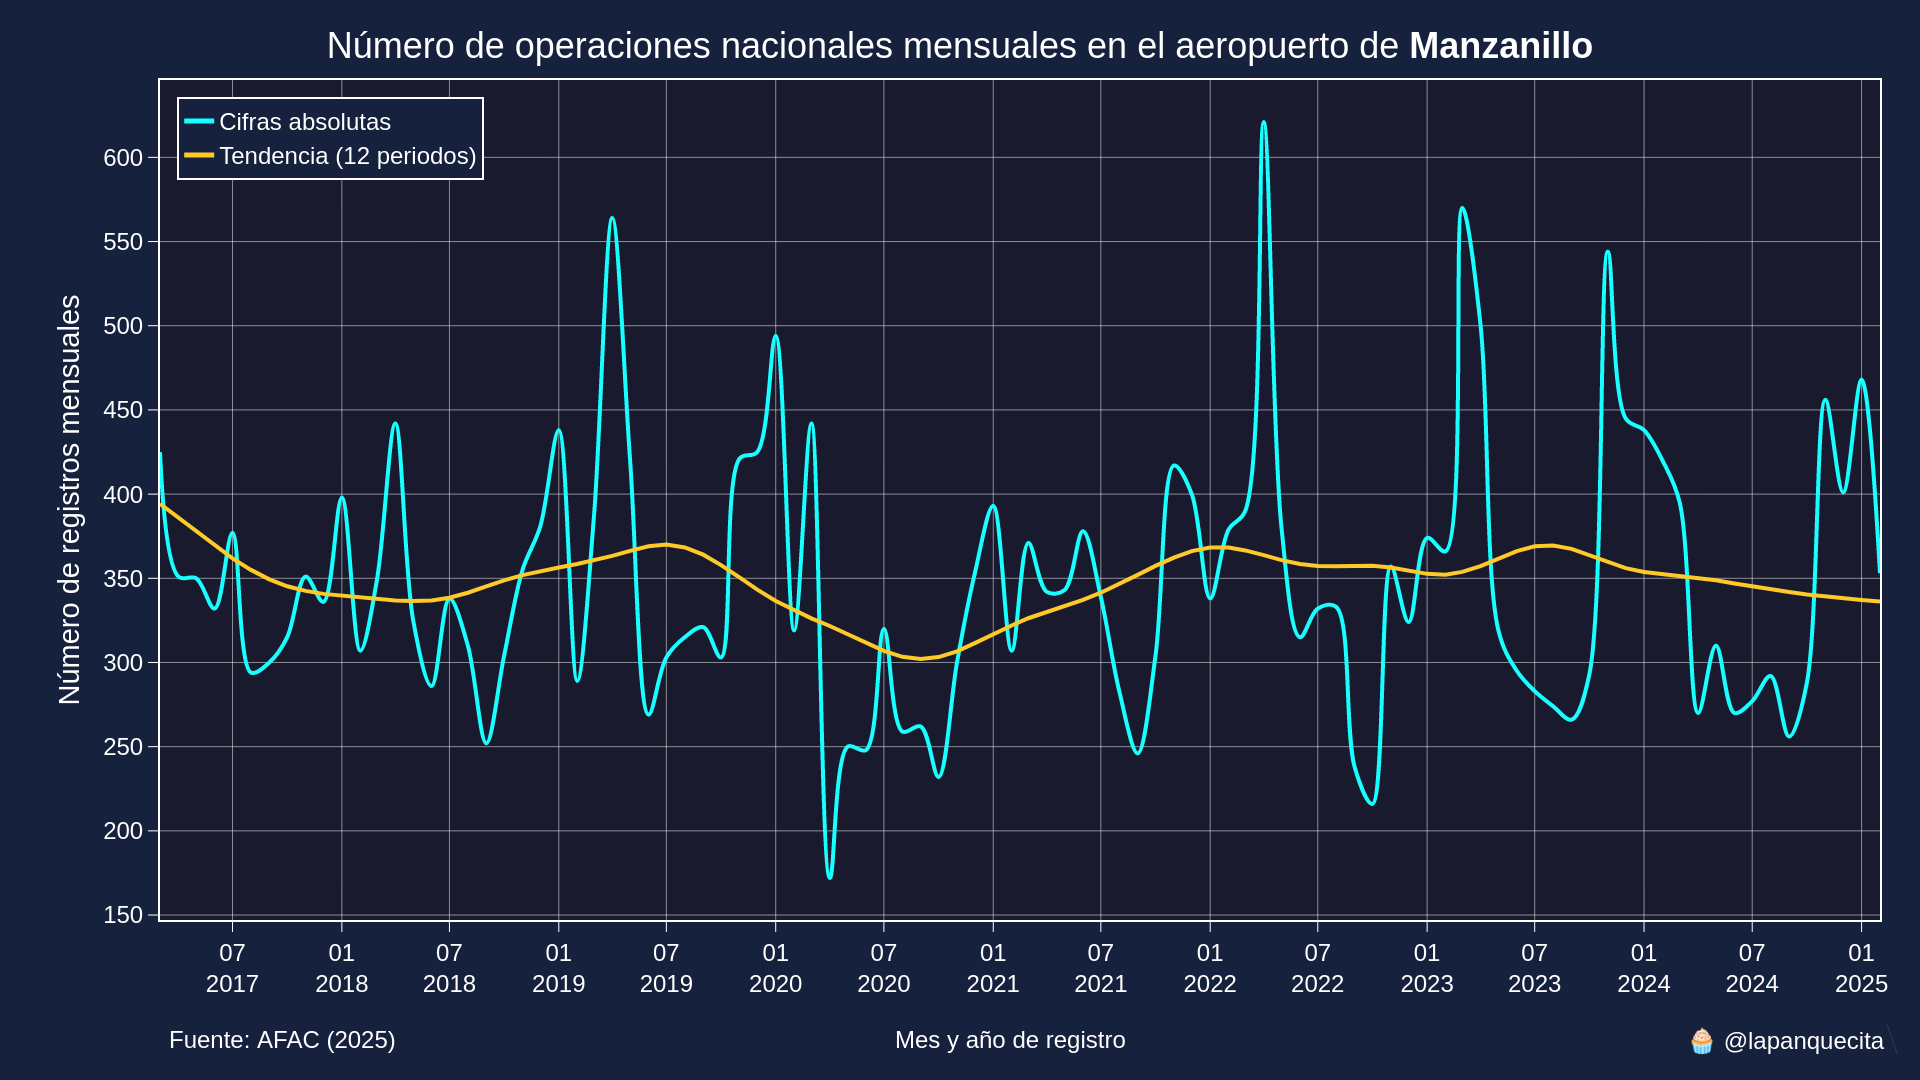 Número de operaciones nacionales mensuales en el aeropuerto de Manzanillo
Cifras absolutas
Tendencia (12 periodos)
Número de registros mensuales
600
550
500
450
400
350
300
250
200
150
07 01 07 01 07 01 07 01 07 01 07 01 07 01 07 01
2017 2018 2018 2019 2019 2020 2020 2021 2021 2022 2022 2023 2023 2024 2024 2025
Fuente: AFAC (2025)
Mes y año de registro
🧁 @lapanquecita